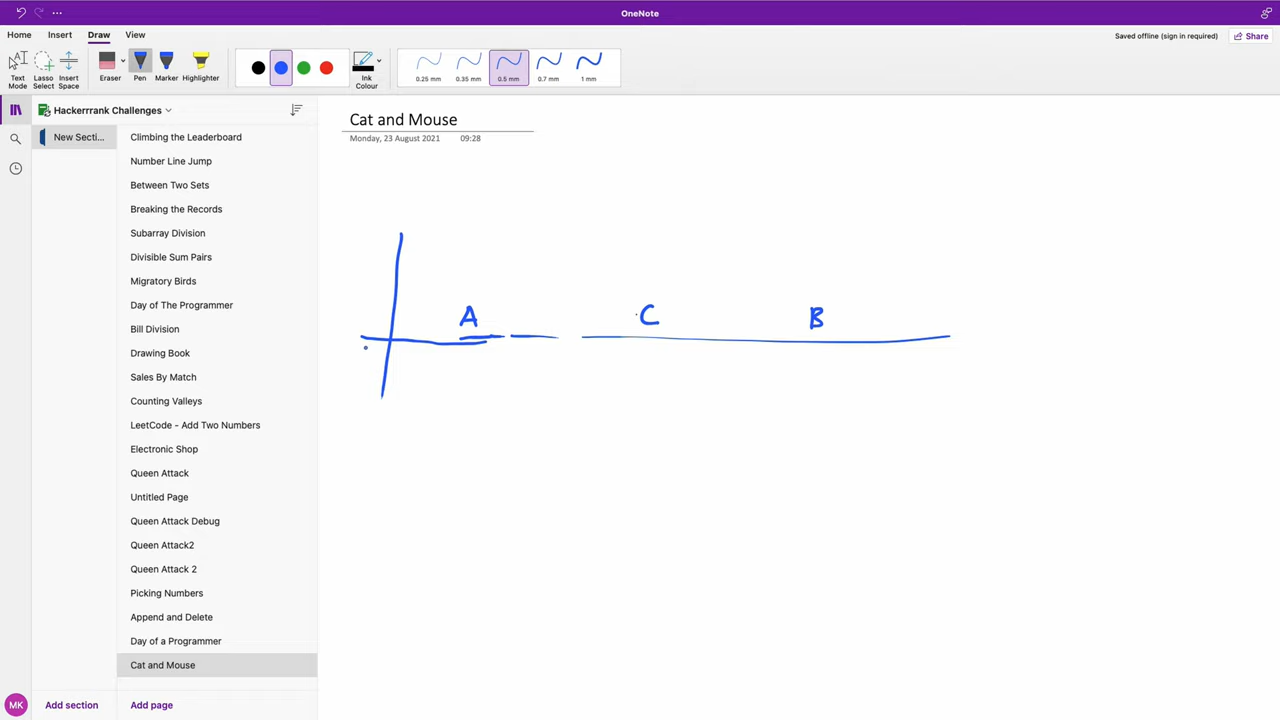 OneNote
Home Insert Draw View
Saved offline (sign in required) Share
Text Mode
Lasso Select
Insert Space
Eraser
Pen
Marker
Highlighter
Ink Colour
0.25 mm 0.35 mm 0.5 mm 0.7 mm 1 mm
Hackerrrank Challenges
New Secti...
Climbing the Leaderboard
Number Line Jump
Between Two Sets
Breaking the Records
Subarray Division
Divisible Sum Pairs
Migratory Birds
Day of The Programmer
Bill Division
Drawing Book
Sales By Match
Counting Valleys
LeetCode - Add Two Numbers
Electronic Shop
Queen Attack
Untitled Page
Queen Attack Debug
Queen Attack2
Queen Attack 2
Picking Numbers
Append and Delete
Day of a Programmer
Cat and Mouse
MK
Add section Add page
Cat and Mouse
Monday, 23 August 2021 09:28
A C B